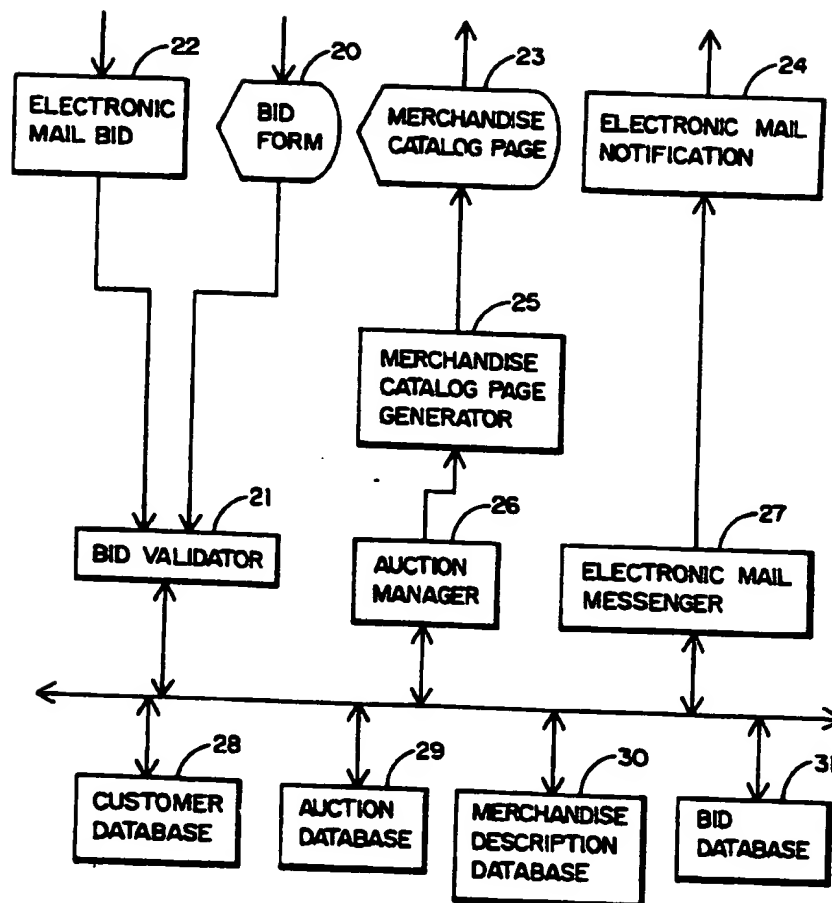 22
20
23
24
ELECTRONIC
MAIL BID
BID
FORM
MERCHANDISE
CATALOG PAGE
ELECTRONIC MAIL
NOTIFICATION
25
MERCHANDISE
CATALOG PAGE
GENERATOR
21
26
27
BID VALIDATOR
AUCTION
MANAGER
ELECTRONIC MAIL
MESSENGER
28
29
30
31
CUSTOMER
DATABASE
AUCTION
DATABASE
MERCHANDISE
DESCRIPTION
DATABASE
BID
DATABASE